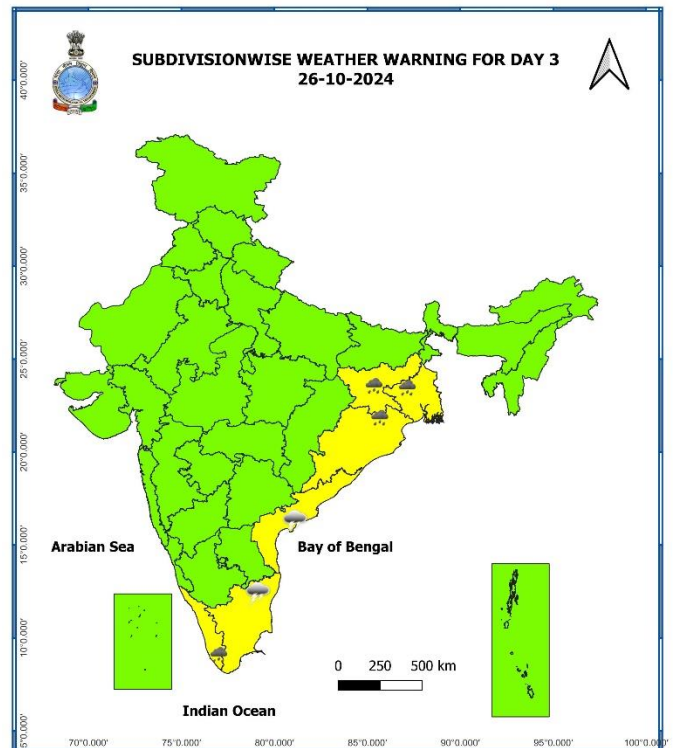 SUBDIVISIONWISE WEATHER WARNING FOR DAY 3
26-10-2024
40°0.000'
35°0.000'
30°0.000'
25°0.000'
20°0.000'
15°0.000'
10°0.000'
5°0.000'
Arabian Sea
Bay of Bengal
0 250 500 km
Indian Ocean
70°0.000' 75°0.000' 80°0.000' 85°0.000' 90°0.000' 95°0.000' 100°0.000'